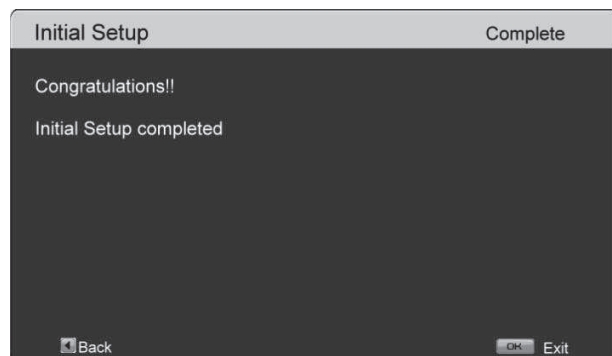 Initial Setup Complete
Congratulations!!
Initial Setup completed
Back OK Exit